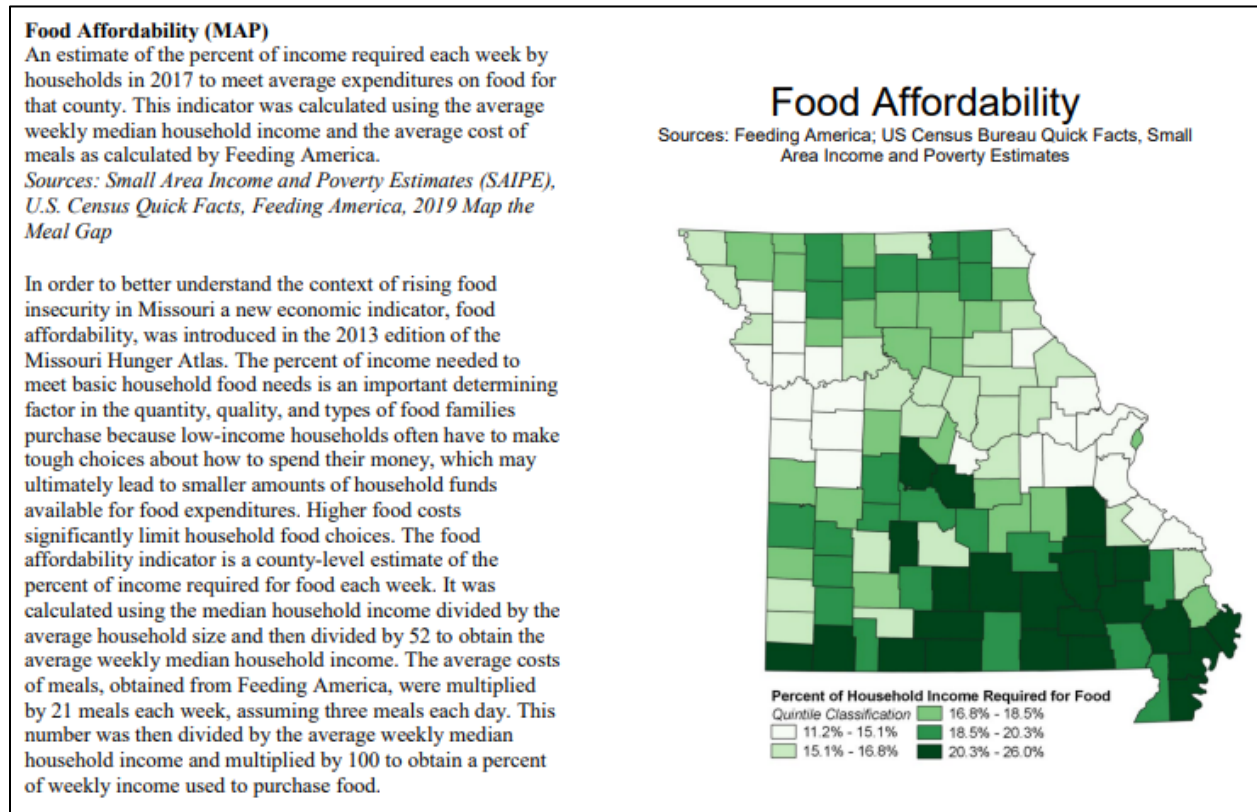 Food Affordability (MAP)
An estimate of the percent of income required each week by
households in 2017 to meet average expenditures on food for
that county. This indicator was calculated using the average
weekly median household income and the average cost of
meals as calculated by Feeding America.
Sources: Small Area Income and Poverty Estimates (SAIPE),
U.S. Census Quick Facts, Feeding America, 2019 Map the
Meal Gap
In order to better understand the context of rising food
insecurity in Missouri a new economic indicator, food
affordability, was introduced in the 2013 edition of the
Missouri Hunger Atlas. The percent of income needed to
meet basic household food needs is an important determining
factor in the quantity, quality, and types of food families
purchase because low-income households often have to make
tough choices about how to spend their money, which may
ultimately lead to smaller amounts of household funds
available for food expenditures. Higher food costs
significantly limit household food choices. The food
affordability indicator is a county-level estimate of the
percent of income required for food each week. It was
calculated using the median household income divided by the
average household size and then divided by 52 to obtain the
average weekly median household income. The average costs
of meals, obtained from Feeding America, were multiplied
by 21 meals each week, assuming three meals each day. This
number was then divided by the average weekly median
household income and multiplied by 100 to obtain a percent
of weekly income used to purchase food.
Food Affordability
Sources: Feeding America; US Census Bureau Quick Facts, Small
Area Income and Poverty Estimates
Percent of Household Income Required for Food
Quintile Classification
11.2% - 15.1%
15.1% - 16.8%
16.8% - 18.5%
18.5% - 20.3%
20.3% - 26.0%